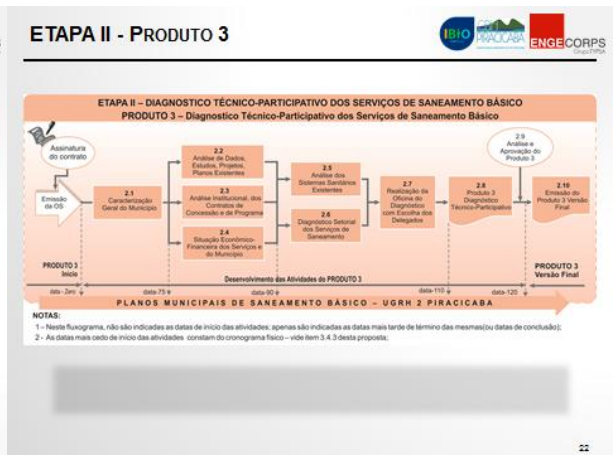 ETAPA II - PRODUTO 3
IBIO
PIRACICABA
ENGECORPS
ETAPA II – DIAGNOSTICO TÉCNICO-PARTICIPATIVO DOS SERVIÇOS DE SANEAMENTO BÁSICO
PRODUTO 3 – Diagnostico Técnico-Participativo dos Serviços de Saneamento Básico
Assinatura
do contrato
Emissão
de OS
2.1
Caracterização
Geral do Município
2.2
Análise de Dados,
Estudos, Projetos,
Planos Existentes
2.3
Análise Institucional, dos
Contratos de
Concessão e de Programa
2.4
Situação Econômico-
Financeira dos Serviços e
do Município
2.5
Análise dos
Sistemas Sanitários
Existentes
2.6
Diagnóstico Setorial
dos Serviços de
Saneamento
2.7
Realização da
Oficina do
Diagnóstico
com Escolha dos
Delegados
2.8
Produto 3
Diagnóstico
Técnico-Participativo
2.9
Análise e
Aprovação do
Produto 3
2.10
Emissão do
Produto 3 Versão
Final
PRODUTO 3
Início
Desenvolvimento das Atividades do PRODUTO 3
PRODUTO 3
Versão Final
data - Zero
data-75
data-90
data-110
data-120
PLANOS MUNICIPAIS DE SANEAMENTO BÁSICO – UGRH 2 PIRACICABA
NOTAS:
1 – Neste fluxograma, não são indicadas as datas de início das atividades; apenas são indicadas as datas mais tarde de término das mesmas(ou datas de conclusão);
2 - As datas mais cedo de início das atividades constam do cronograma físico – vide item 3.4.3 desta proposta;
22